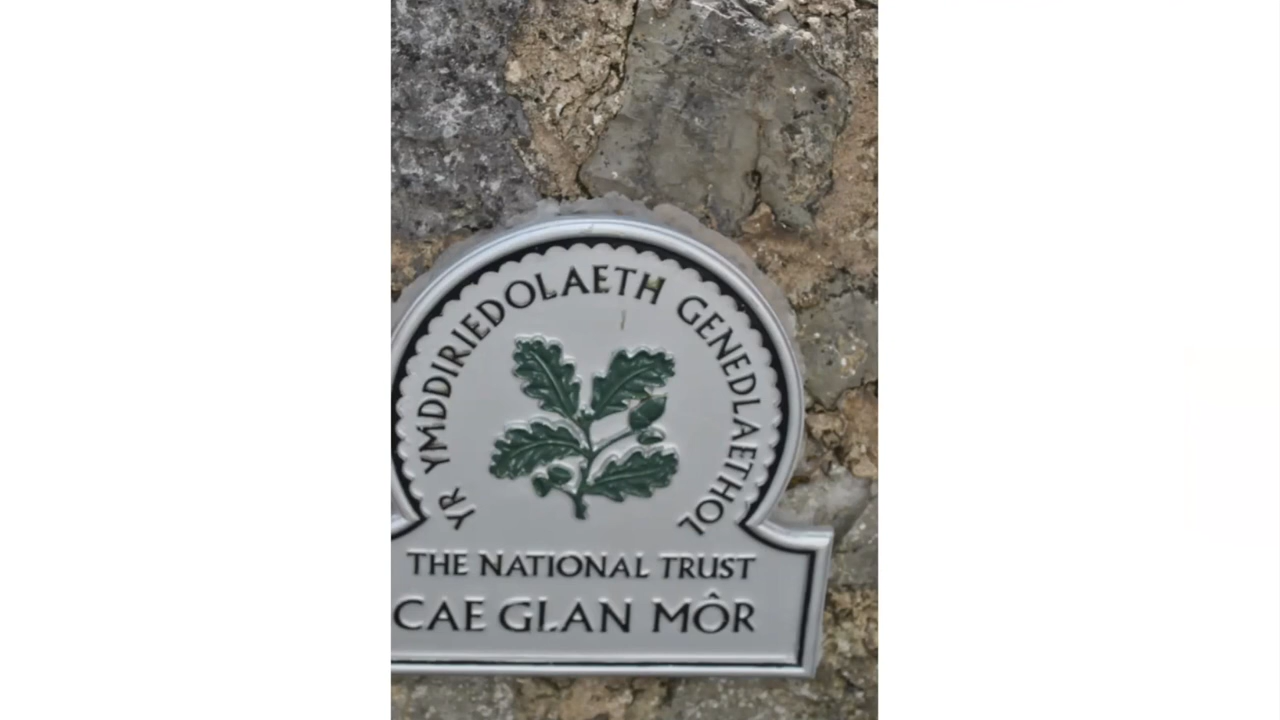 YR YMDDIRIEDOLAETH GENEDLAETHOL
THE NATIONAL TRUST
CAE GLAN MÔR